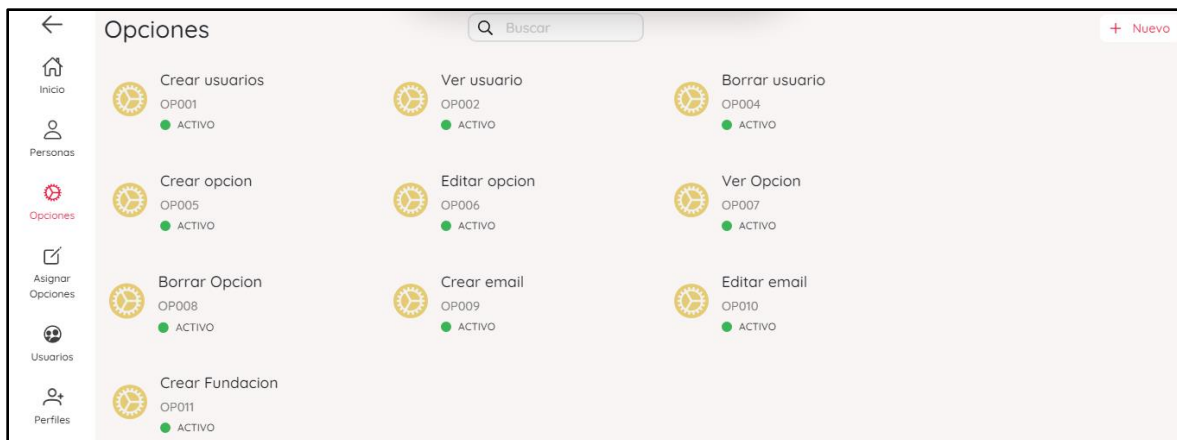 Opciones
Buscar
+ Nuevo
Inicio
Personas
Opciones
Asignar
Opciones
Usuarios
Perfiles
Crear usuarios
OP001
ACTIVO
Ver usuario
OP002
ACTIVO
Borrar usuario
OP004
ACTIVO
Crear opcion
OP005
ACTIVO
Editar opcion
OP006
ACTIVO
Ver Opcion
OP007
ACTIVO
Borrar Opcion
OP008
ACTIVO
Crear email
OP009
ACTIVO
Editar email
OP010
ACTIVO
Crear Fundacion
OP011
ACTIVO